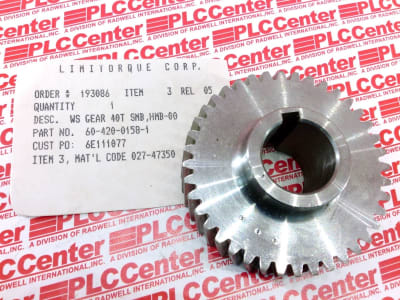 LIMITORQUE CORP.
ORDER # 193086 ITEM 3 REL 05
QUANTITY 1
DESC. WS GEAR 40T SMB,HMB-00
PART NO. 60-420-0158-1
CUST PO: 6E111077
ITEM 3, MAT'L CODE 027-47350
PLCCenter
A DIVISION OF RADWELL INTERNATIONAL, INC.